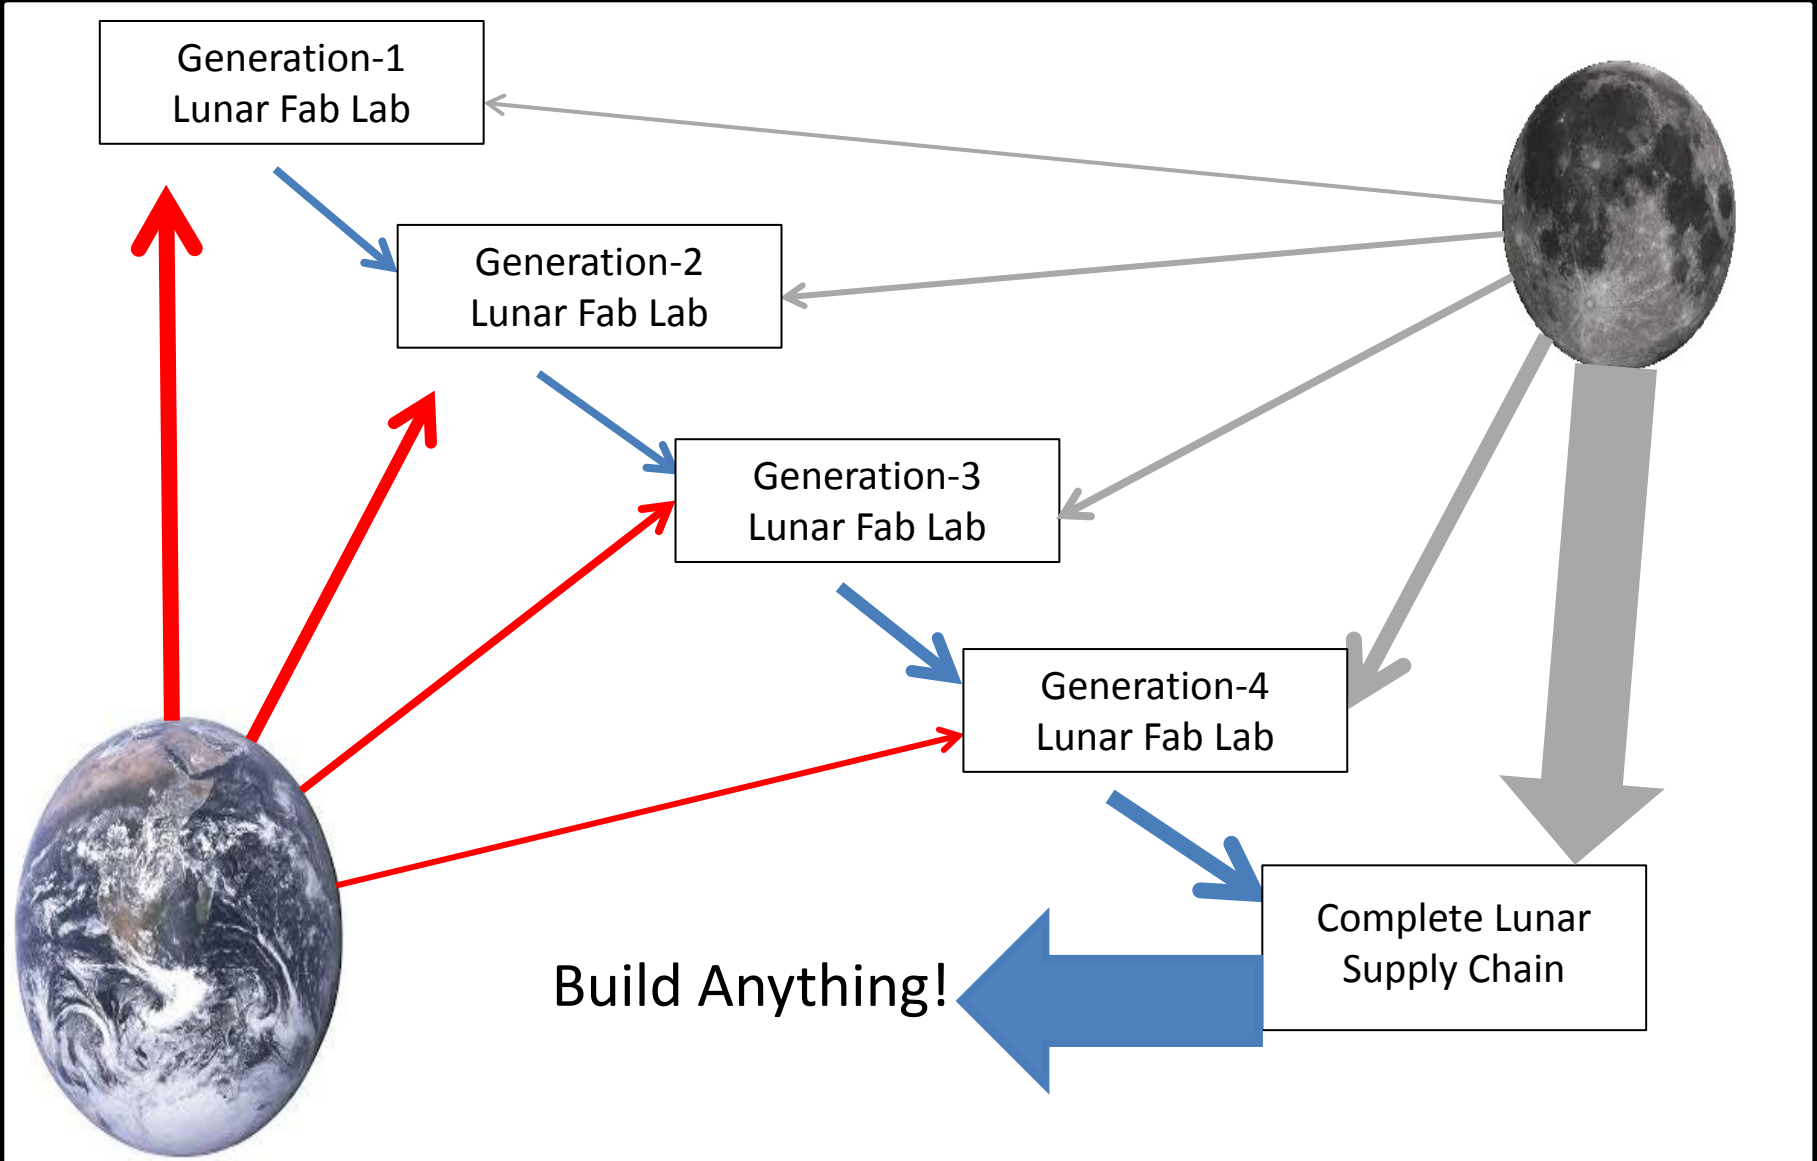 Generation-1
Lunar Fab Lab
Generation-2
Lunar Fab Lab
Generation-3
Lunar Fab Lab
Generation-4
Lunar Fab Lab
Complete Lunar
Supply Chain
Build Anything!